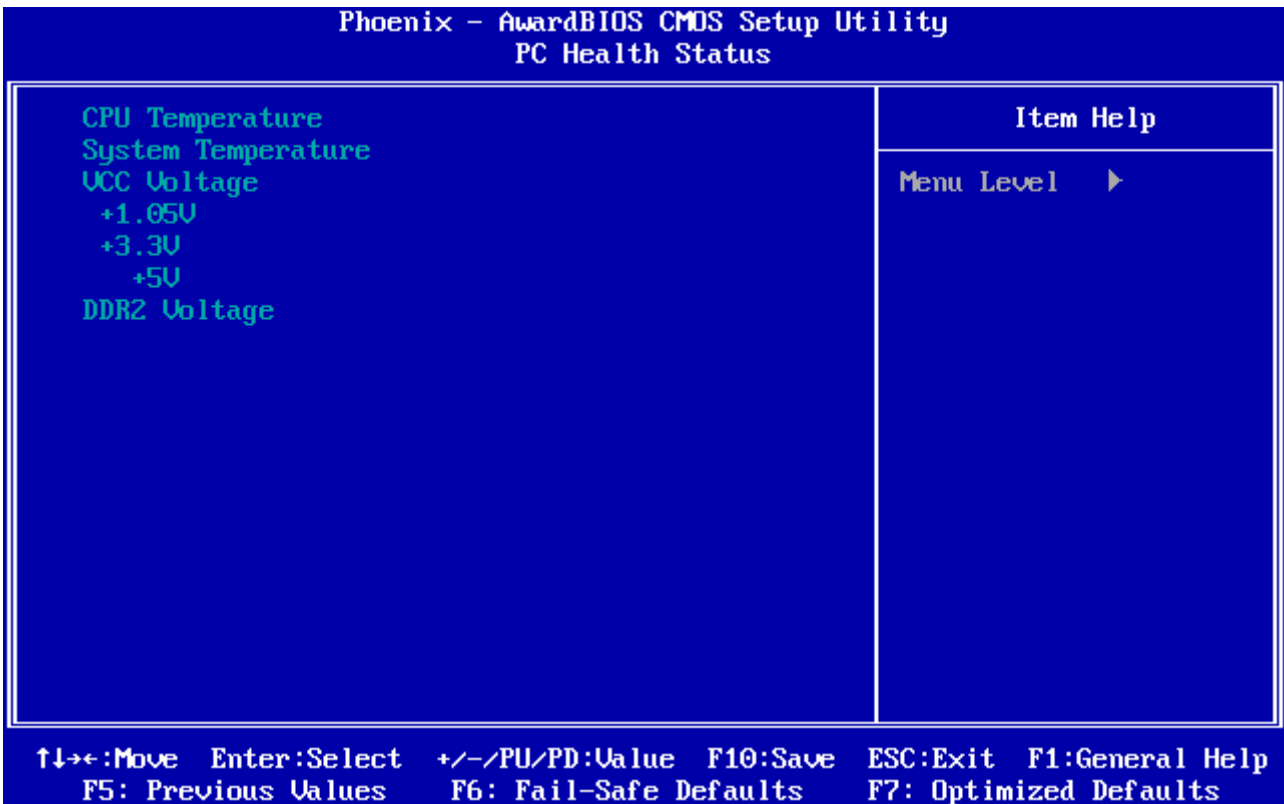 Phoenix - AwardBIOS CMOS Setup Utility
PC Health Status
CPU Temperature
System Temperature
VCC Voltage
+1.05V
+3.3V
+5V
DDR2 Voltage
Item Help
Menu Level ▶
↑↓→←:Move Enter:Select +/-/PU/PD:Value F10:Save ESC:Exit F1:General Help
F5: Previous Values F6: Fail-Safe Defaults F7: Optimized Defaults